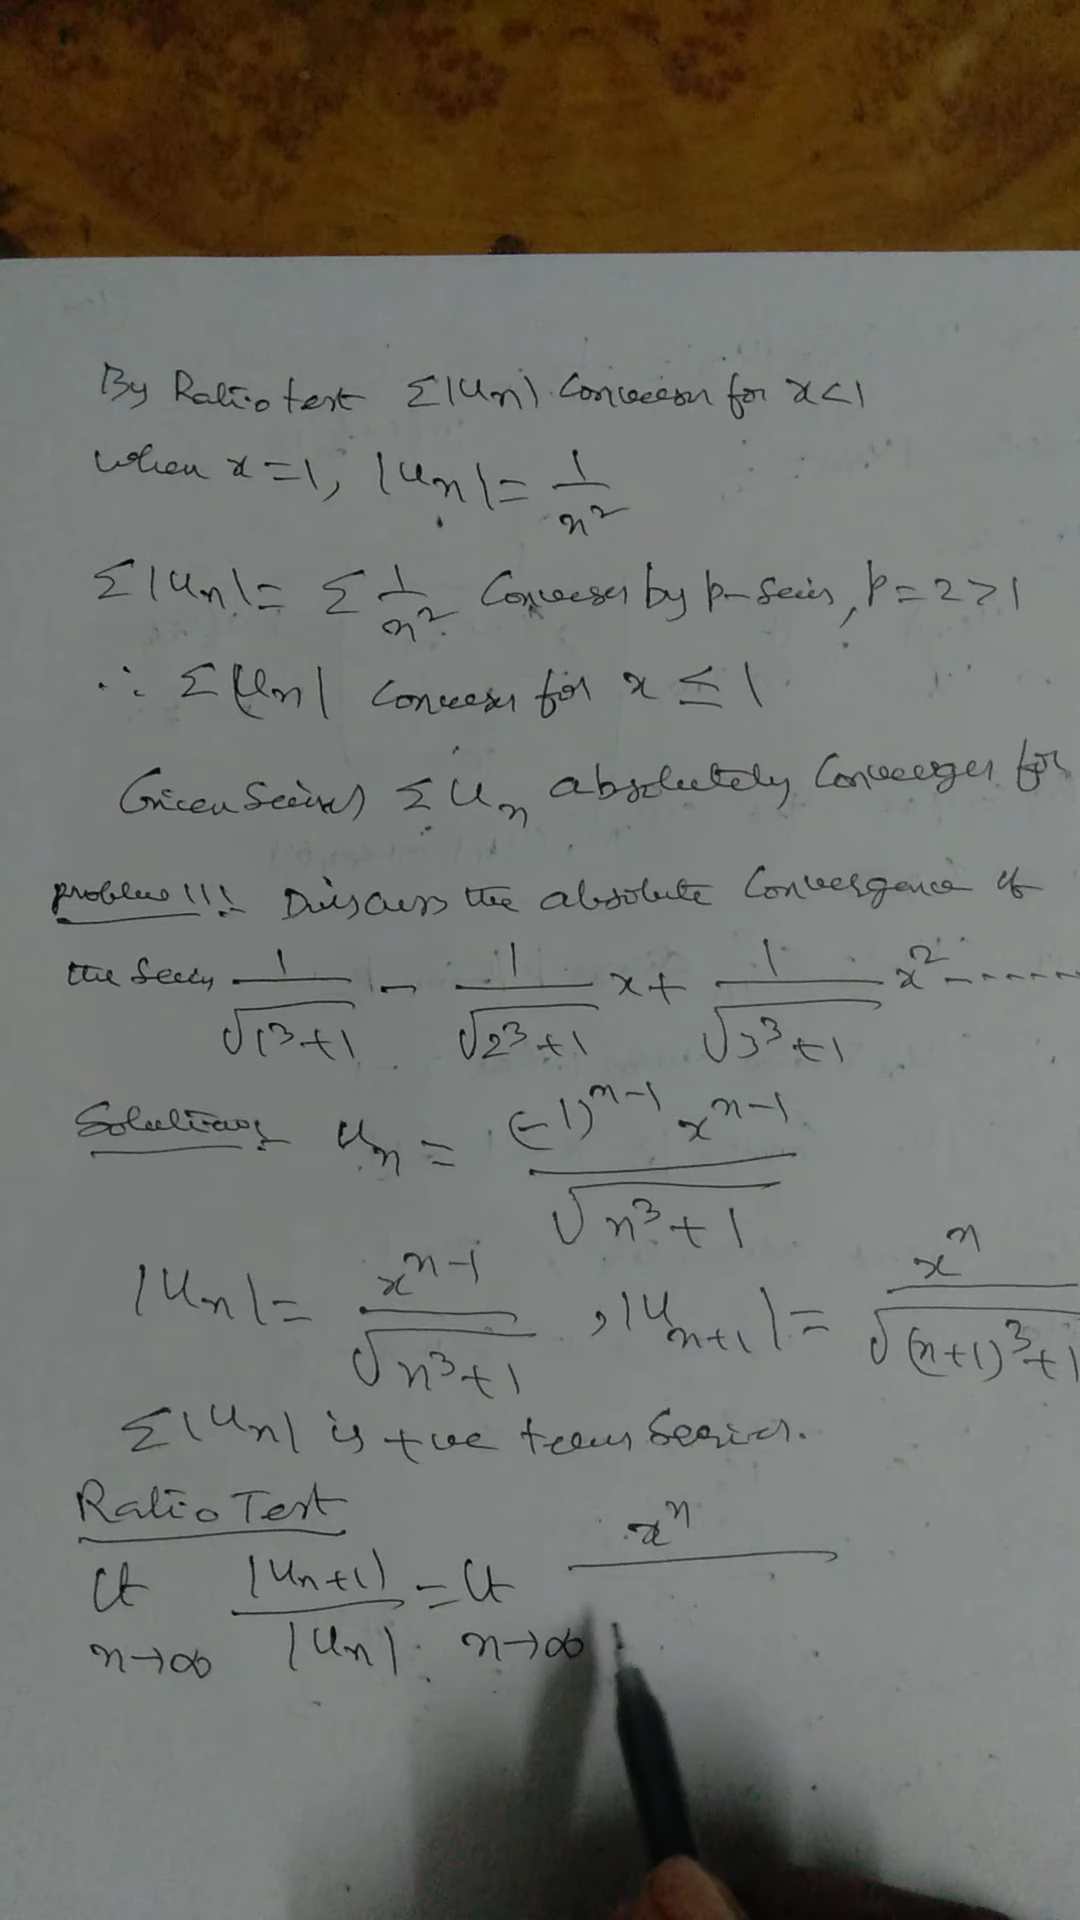 By Ratio test Σ|Un| Converges for x<1
when x=1, |Un| = 1/n²
Σ|Un| = Σ 1/n² Converges by p-series, p=2>1
∴ Σ|Un| converges for x ≤ 1
Given Series Σ Un absolutely Converges for
problem !!! Discuss the absolute Convergence of
the series 1/√(1³+1) - 1/√(2³+1) x + 1/√(3³+1) x² - - - - - -
Solution: Un = (-1)^(n-1) x^(n-1) / √(n³+1)
|Un| = x^(n-1) / √(n³+1) , |Un+1| = x^n / √((n+1)³+1)
Σ|Un| is +ve term Series.
Ratio Test
Lt n→∞ |Un+1| / |Un| = Lt n→∞ x^n